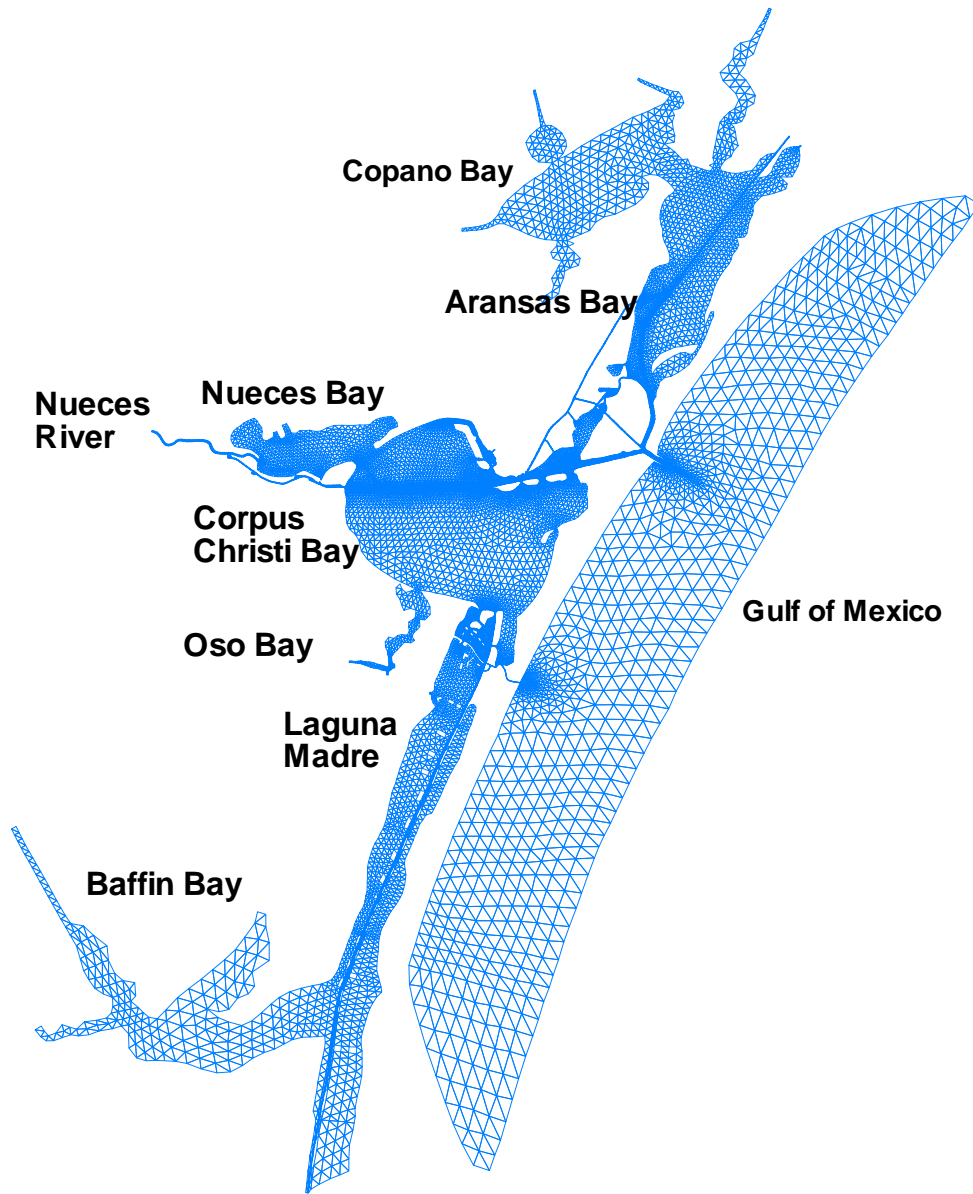 Copano Bay
Aransas Bay
Nueces Bay
Nueces
River
Corpus
Christi Bay
Gulf of Mexico
Oso Bay
Laguna
Madre
Baffin Bay